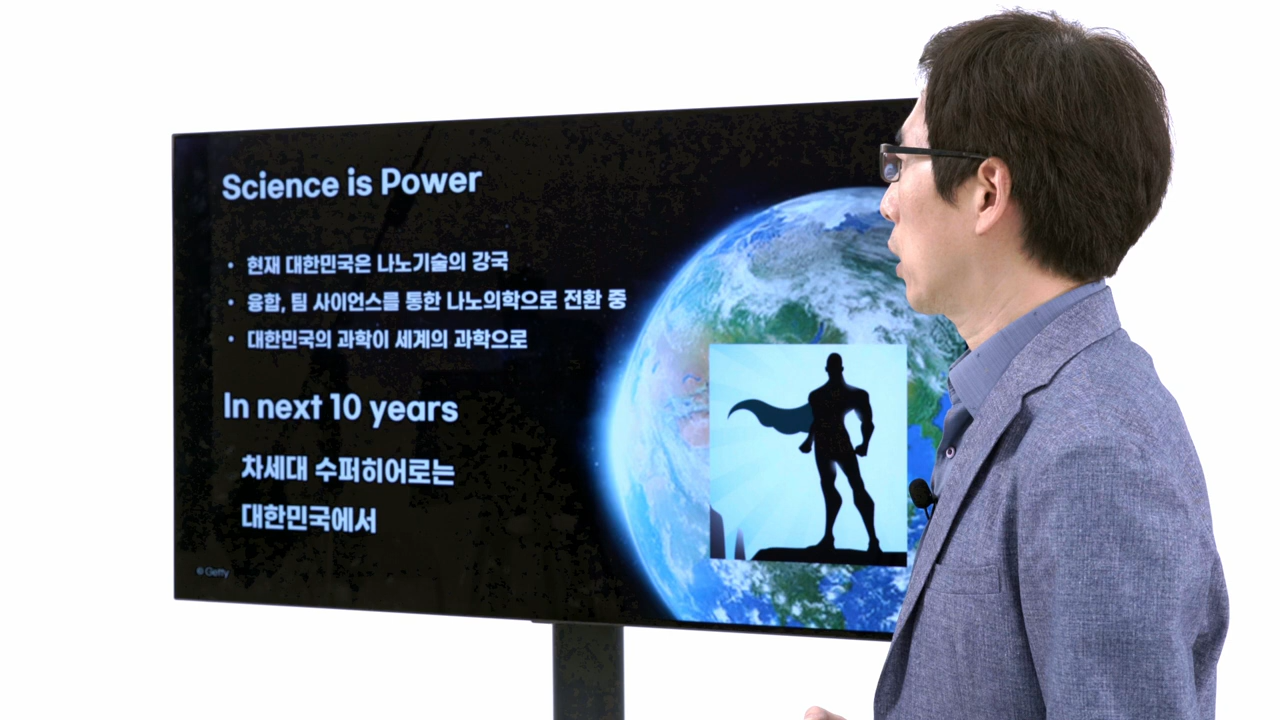 Science is Power
• 현재 대한민국은 나노기술의 강국
• 융합, 팀 사이언스를 통한 나노의학으로 전환 중
• 대한민국의 과학이 세계의 과학으로
In next 10 years
차세대 수퍼히어로는
대한민국에서
© Getty